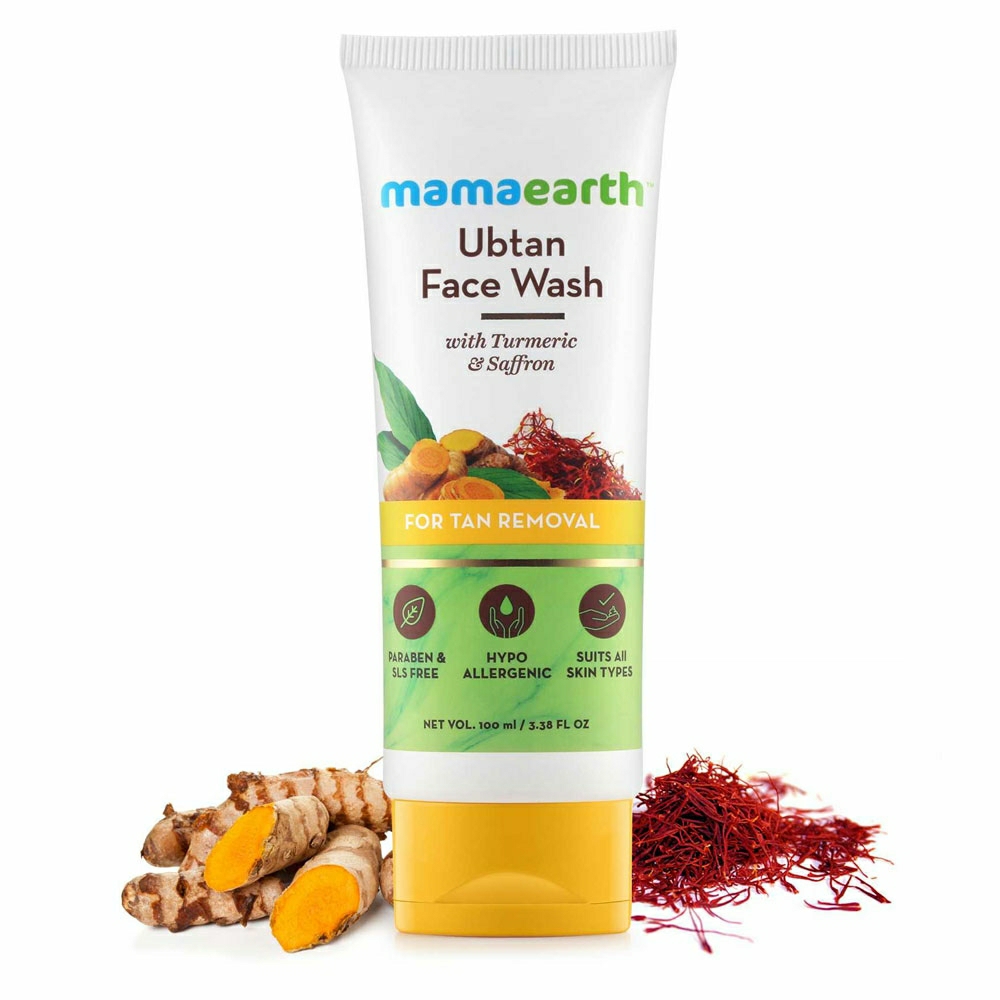 mamaearth™
Ubtan
Face Wash
with Turmeric
& Saffron
FOR TAN REMOVAL
PARABEN &
SLS FREE
HYPO
ALLERGENIC
SUITS All
SKIN TYPES
NET VOL. 100 ml / 3.38 FL OZ